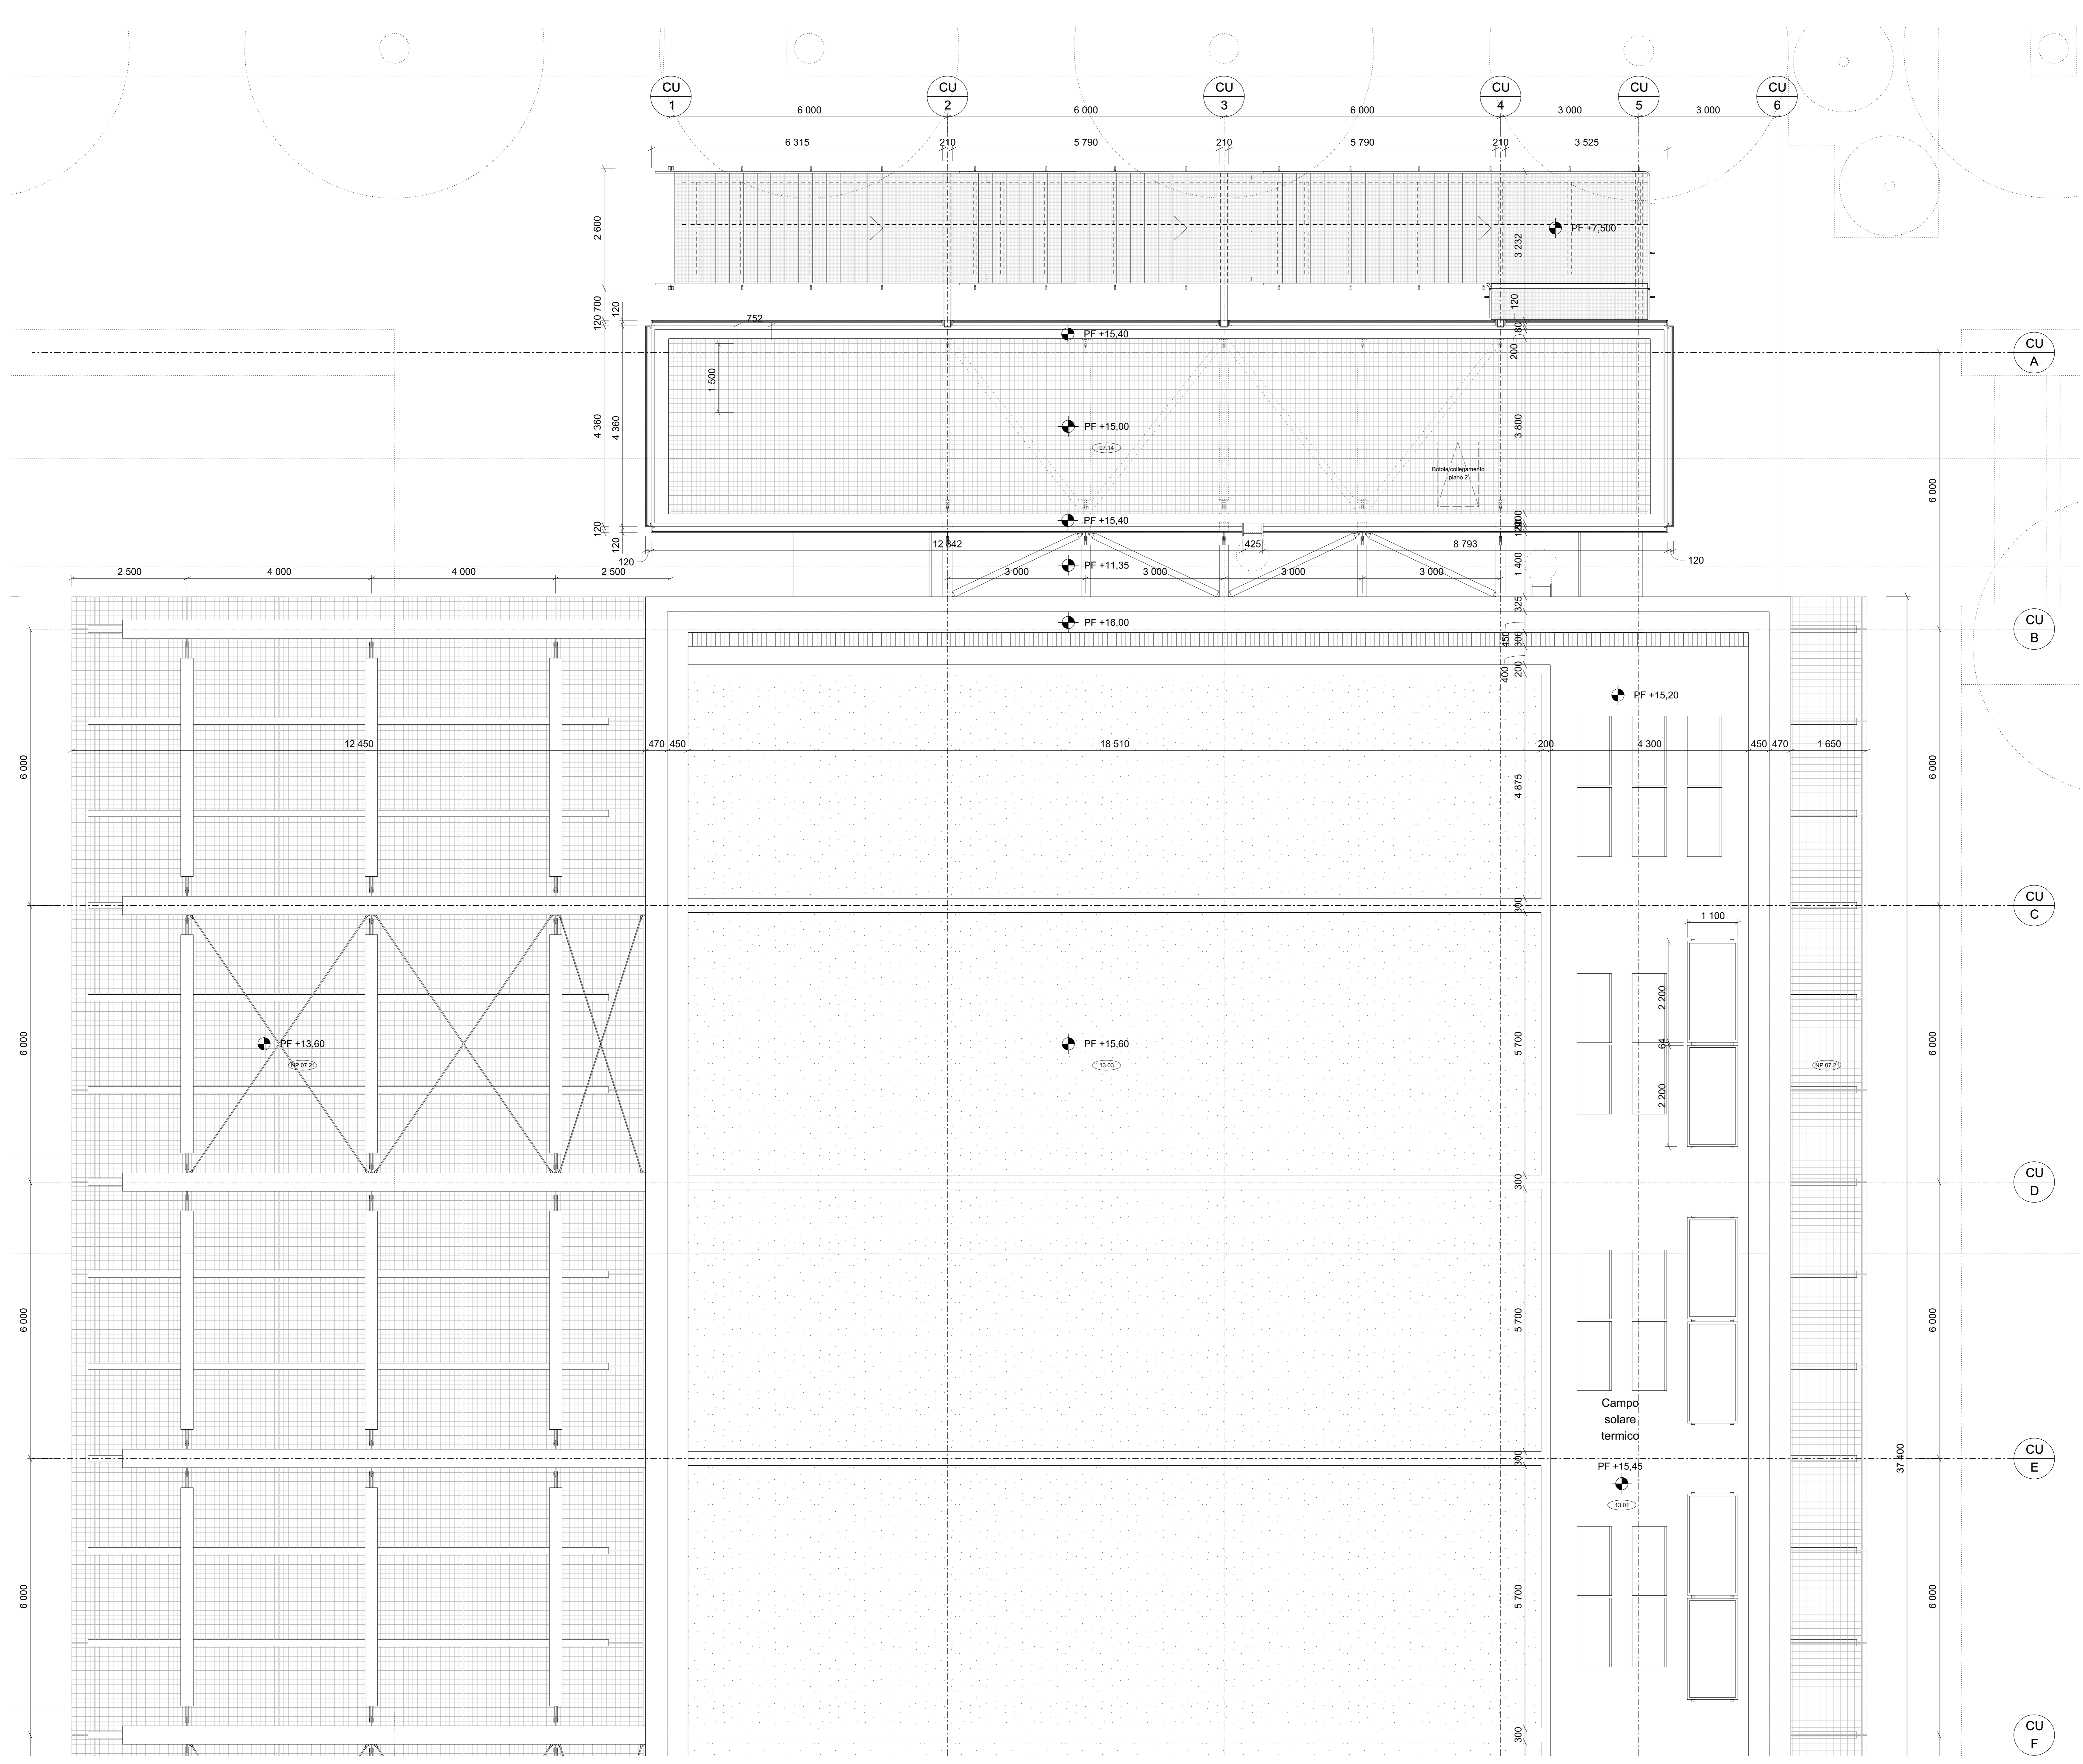 CU 1
CU 2
CU 3
CU 4
CU 5
CU 6
6 000
6 000
6 000
3 000
3 000
6 315
210
5 790
210
5 790
210
3 525
2 600
3 232
PF +7,500
700
120
120
120
80
200
752
PF +15,40
CU A
1 500
4 360
4 360
PF +15,00
3 800
07.14
Botola collegamento
piano 2
6 000
PF +15,40
120
120
12 842
425
8 793
120
120
PF +11,35
1 400
2 500
4 000
4 000
2 500
3 000
3 000
3 000
3 000
325
PF +16,00
CU B
450
300
400
200
PF +15,20
12 450
470
450
18 510
200
4 300
450
470
1 650
6 000
4 875
6 000
300
CU C
1 100
2 200
64
2 200
6 000
PF +13,60
NP 07.21
PF +15,60
13.03
5 700
NP 07.21
6 000
300
CU D
6 000
5 700
6 000
Campo
solare
termico
300
CU E
37 400
PF +15,45
13.01
6 000
5 700
6 000
300
CU F